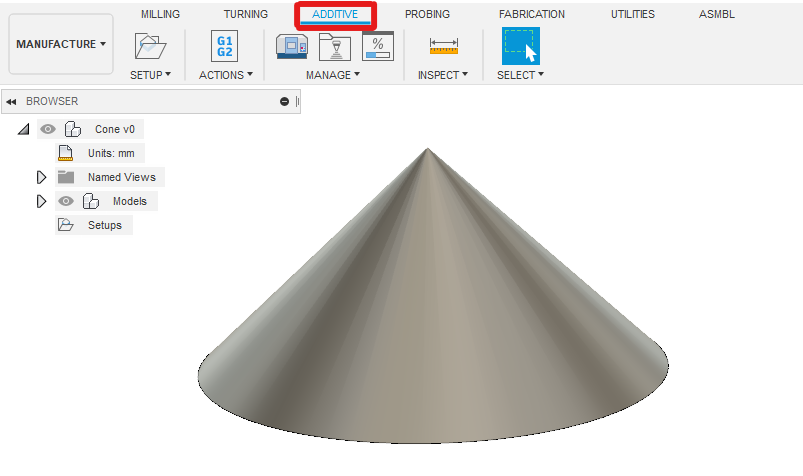 MILLING TURNING ADDITIVE PROBING FABRICATION UTILITIES ASMBL
MANUFACTURE
G1
G2
%
SETUP ACTIONS MANAGE INSPECT SELECT
BROWSER
Cone v0
Units: mm
Named Views
Models
Setups